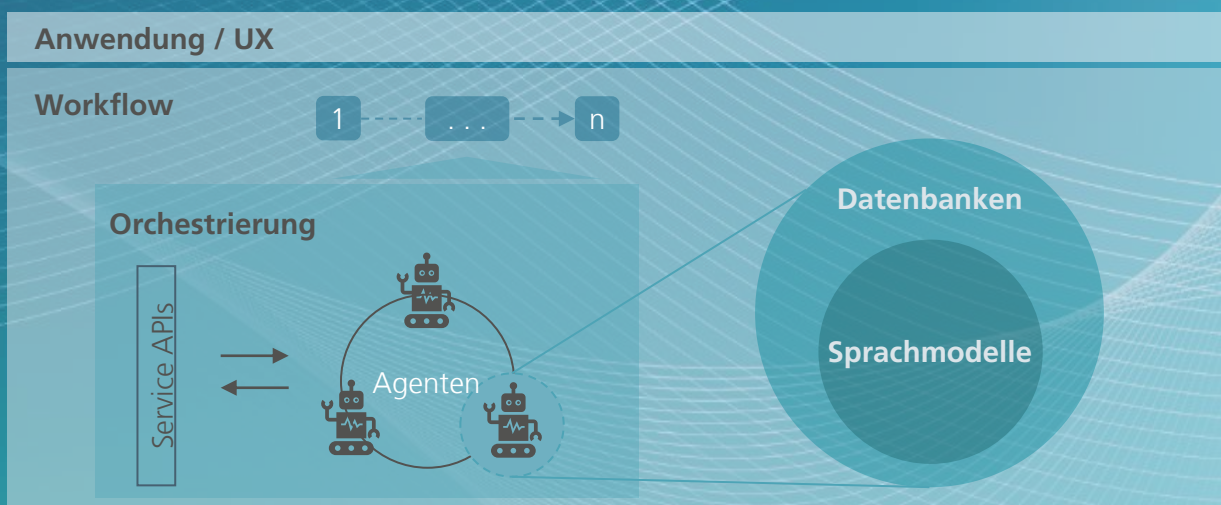 Anwendung / UX
Workflow
1
...
n
Orchestrierung
Service APIs
Agenten
Datenbanken
Sprachmodelle